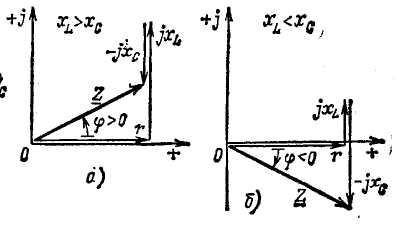 +j x_L>x_C
-jx_C jx_L
Z
φ>0 r
0 +
а)
+j x_L<x_C,
jx_L
0 φ<0 r +
Z -jx_C
б)